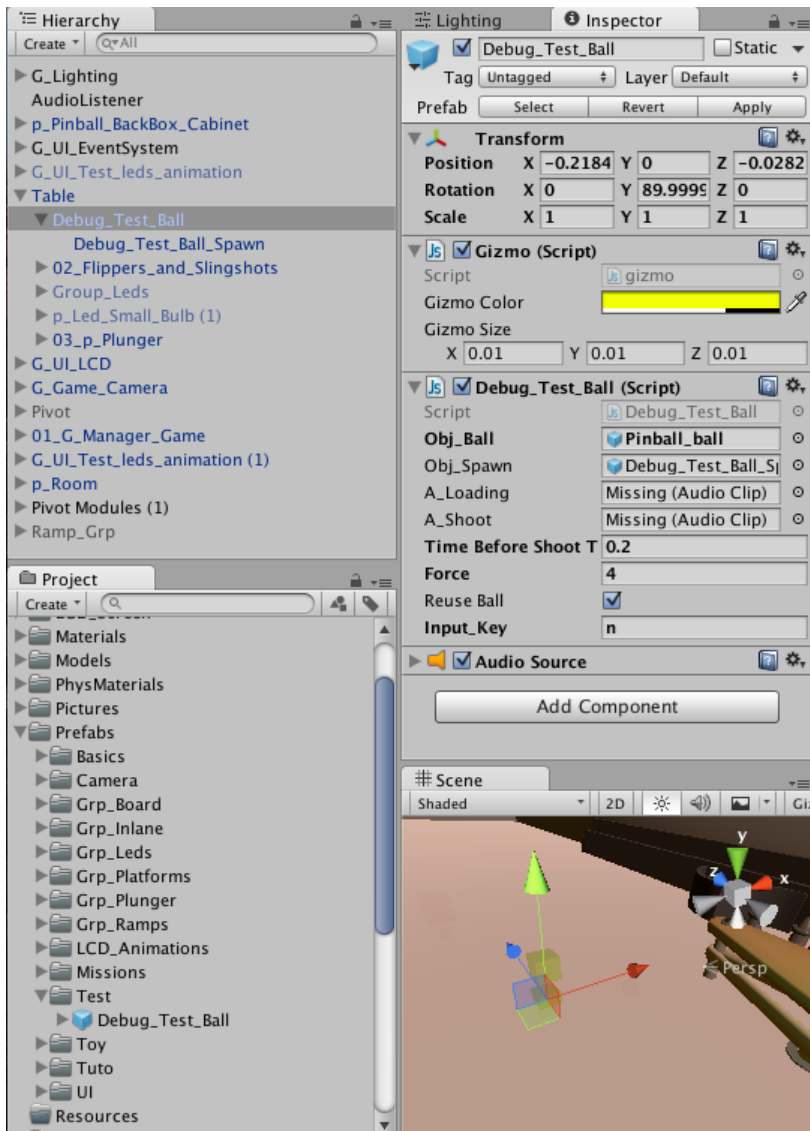 Hierarchy
Create
All
G_Lighting
AudioListener
p_Pinball_BackBox_Cabinet
G_UI_EventSystem
G_UI_Test_leds_animation
Table
Debug_Test_Ball
Debug_Test_Ball_Spawn
02_Flippers_and_Slingshots
Group_Leds
p_Led_Small_Bulb (1)
03_p_Plunger
G_UI_LCD
G_Game_Camera
Pivot
01_G_Manager_Game
G_UI_Test_leds_animation (1)
p_Room
Pivot Modules (1)
Ramp_Grp
Project
Create
Materials
Models
PhysMaterials
Pictures
Prefabs
Basics
Camera
Grp_Board
Grp_Inlane
Grp_Leds
Grp_Platforms
Grp_Plunger
Grp_Ramps
LCD_Animations
Missions
Test
Debug_Test_Ball
Toy
Tuto
UI
Resources
Lighting Inspector
Debug_Test_Ball Static
Tag Untagged Layer Default
Prefab Select Revert Apply
Transform
Position X -0.2184 Y 0 Z -0.0282
Rotation X 0 Y 89.9999 Z 0
Scale X 1 Y 1 Z 1
Js Gizmo (Script)
Script Js gizmo
Gizmo Color
Gizmo Size
X 0.01 Y 0.01 Z 0.01
Js Debug_Test_Ball (Script)
Script Js Debug_Test_Ball
Obj_Ball Pinball_ball
Obj_Spawn Debug_Test_Ball_Sp
A_Loading Missing (Audio Clip)
A_Shoot Missing (Audio Clip)
Time Before Shoot T 0.2
Force 4
Reuse Ball
Input_Key n
Audio Source
Add Component
Scene
Shaded 2D Giz
y
z x
Persp